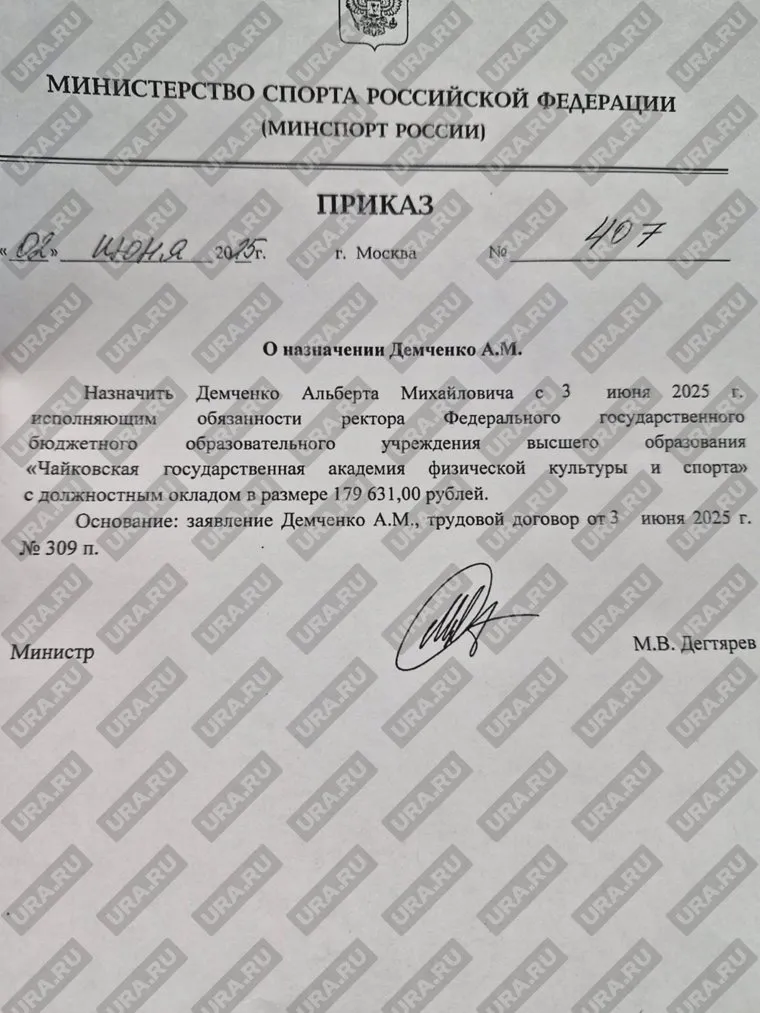 МИНИСТЕРСТВО СПОРТА РОССИЙСКОЙ ФЕДЕРАЦИИ
(МИНСПОРТ РОССИИ)
ПРИКАЗ
«02» июня 2025г. г. Москва № 407
О назначении Демченко А.М.
Назначить Демченко Альберта Михайловича с 3 июня 2025 г.
исполняющим обязанности ректора Федерального государственного
бюджетного образовательного учреждения высшего образования
«Чайковская государственная академия физической культуры и спорта»
с должностным окладом в размере 179 631,00 рублей.
Основание: заявление Демченко А.М., трудовой договор от 3 июня 2025 г.
№ 309 п.
Министр М.В. Дегтярев
URA.RU